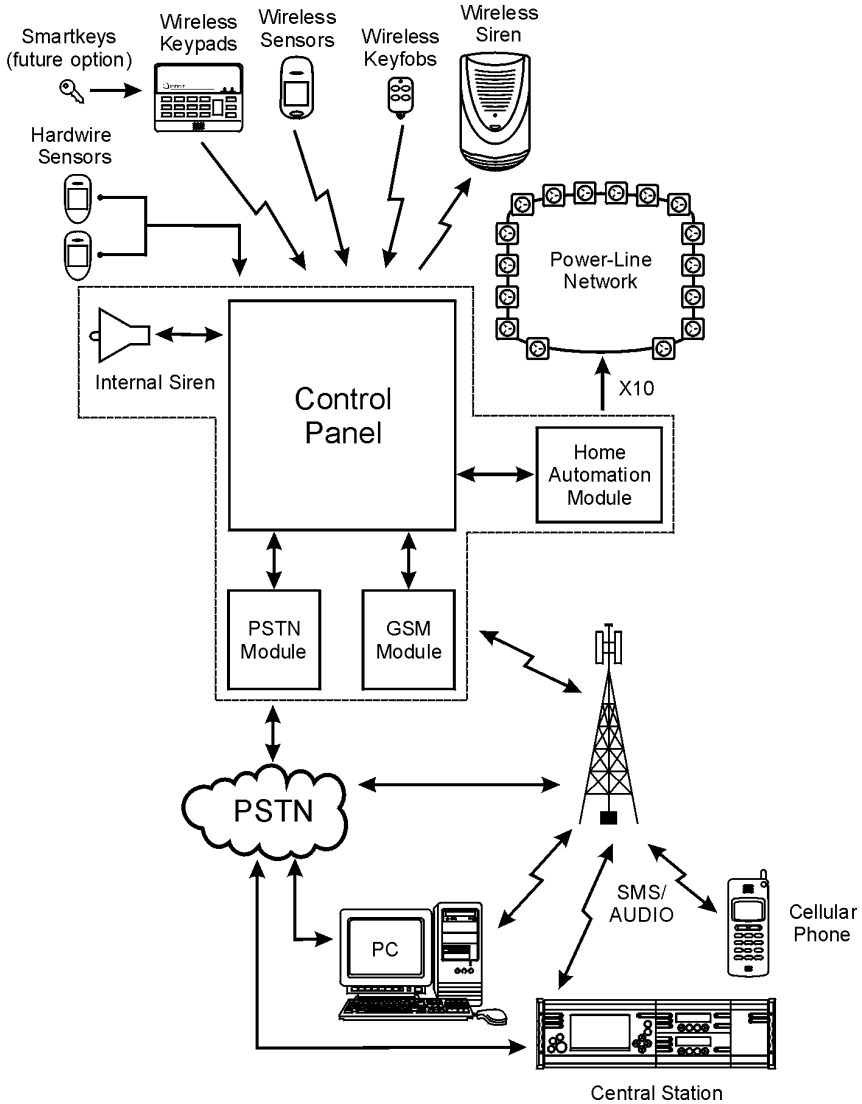 Wireless
Keypads
Wireless
Sensors
Wireless
Keyfobs
Wireless
Siren
Smartkeys
(future option)
Hardwire
Sensors
Power-Line
Network
Internal Siren
Control
Panel
X10
Home
Automation
Module
PSTN
Module
GSM
Module
PSTN
SMS/
AUDIO
Cellular
Phone
PC
Central Station